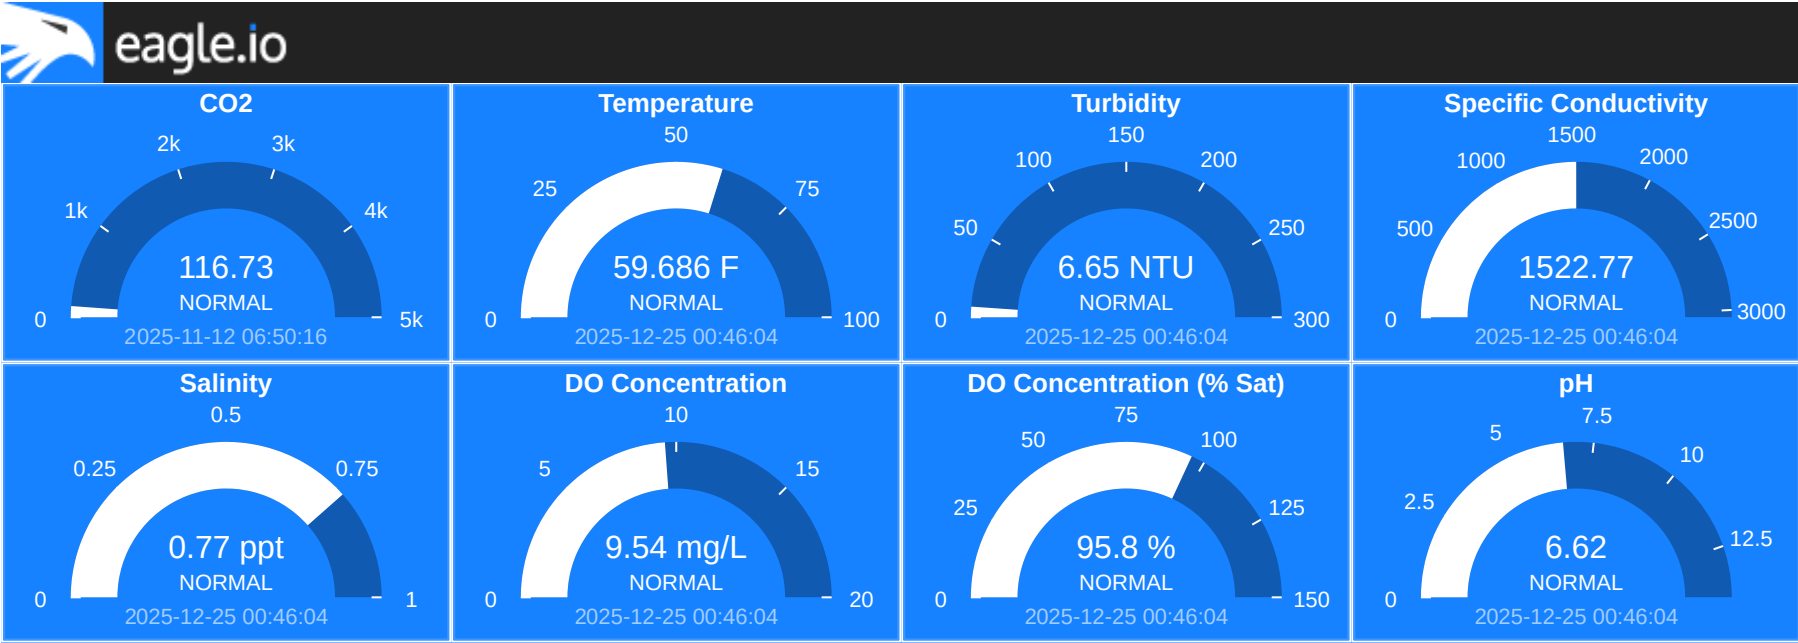 eagle.io
CO2
0
1k
2k
3k
4k
5k
116.73
NORMAL
2025-11-12 06:50:16
Temperature
0
25
50
75
100
59.686 F
NORMAL
2025-12-25 00:46:04
Turbidity
0
50
100
150
200
250
300
6.65 NTU
NORMAL
2025-12-25 00:46:04
Specific Conductivity
0
500
1000
1500
2000
2500
3000
1522.77
NORMAL
2025-12-25 00:46:04
Salinity
0
0.25
0.5
0.75
1
0.77 ppt
NORMAL
2025-12-25 00:46:04
DO Concentration
0
5
10
15
20
9.54 mg/L
NORMAL
2025-12-25 00:46:04
DO Concentration (% Sat)
0
25
50
75
100
125
150
95.8 %
NORMAL
2025-12-25 00:46:04
pH
0
2.5
5
7.5
10
12.5
6.62
NORMAL
2025-12-25 00:46:04